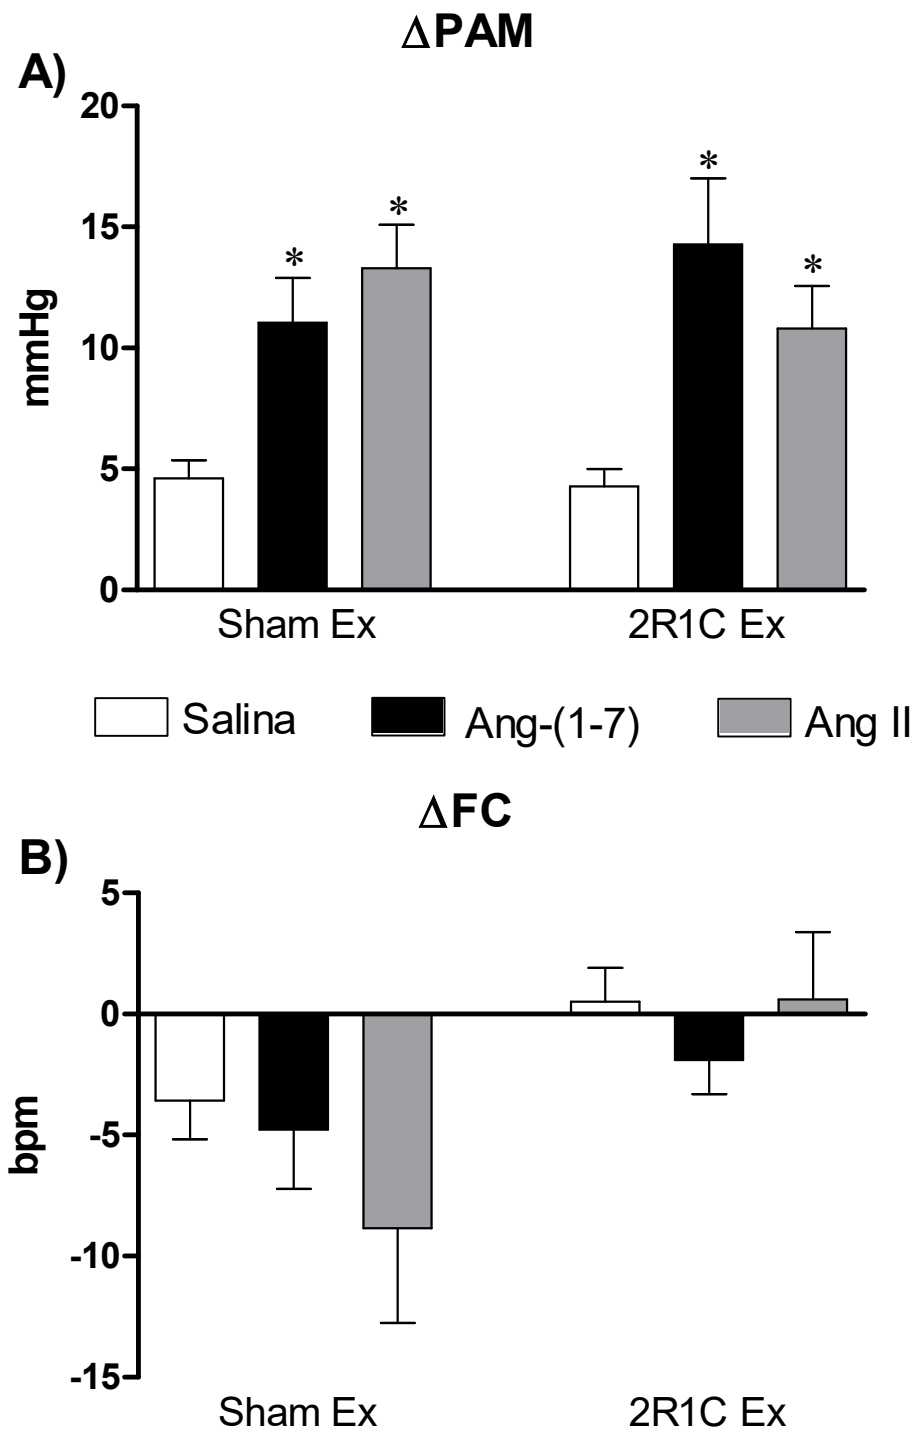 ΔPAM
A)
20
15
10
5
0
mmHg
*
*
*
*
Sham Ex
2R1C Ex
Salina
Ang-(1-7)
Ang II
ΔFC
B)
5
0
-5
-10
-15
bpm
Sham Ex
2R1C Ex